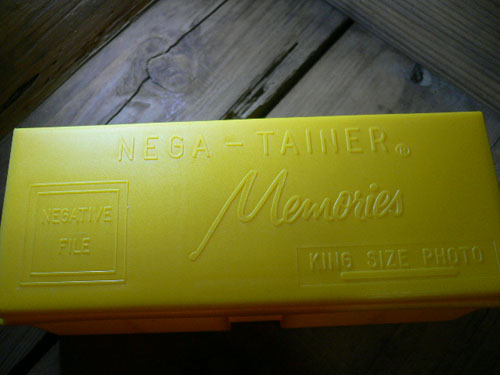 NEGA-TAINER®
Memories
NEGATIVE
FILE
KING SIZE PHOTO